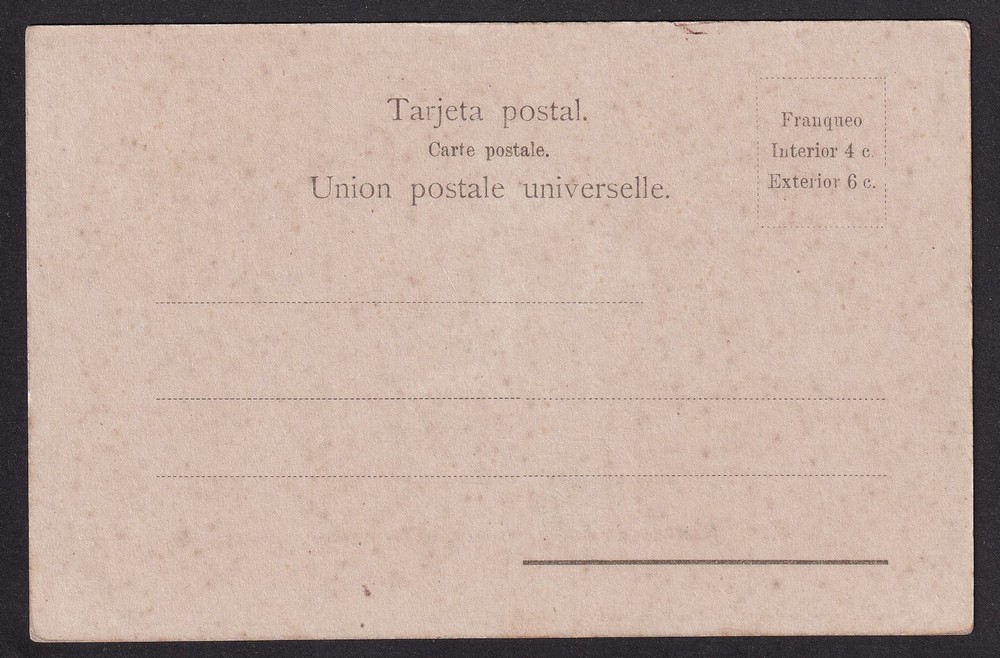 Tarjeta postal.
Carte postale.
Union postale universelle.
Franqueo
Interior 4 c.
Exterior 6 c.